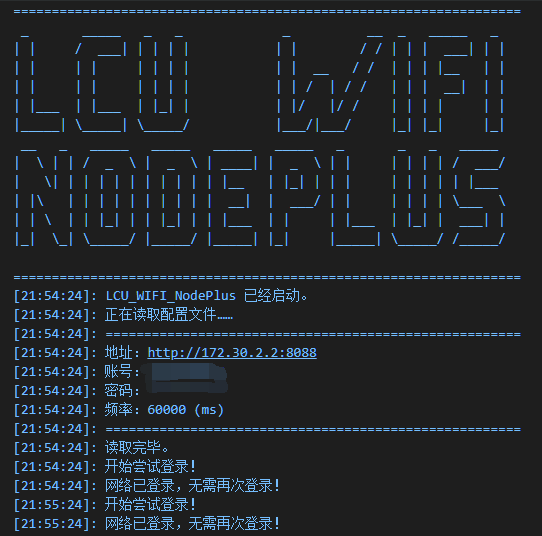 LCU WIFI
NODEPLUS
[21:54:24]: LCU_WIFI_NodePlus 已经启动。
[21:54:24]: 正在读取配置文件……
[21:54:24]: ======================================================
[21:54:24]: 地址：http://172.30.2.2:8088
[21:54:24]: 账号：
[21:54:24]: 密码：
[21:54:24]: 频率：60000 (ms)
[21:54:24]: ======================================================
[21:54:24]: 读取完毕。
[21:54:24]: 开始尝试登录！
[21:54:24]: 网络已登录，无需再次登录！
[21:55:24]: 开始尝试登录！
[21:55:24]: 网络已登录，无需再次登录！